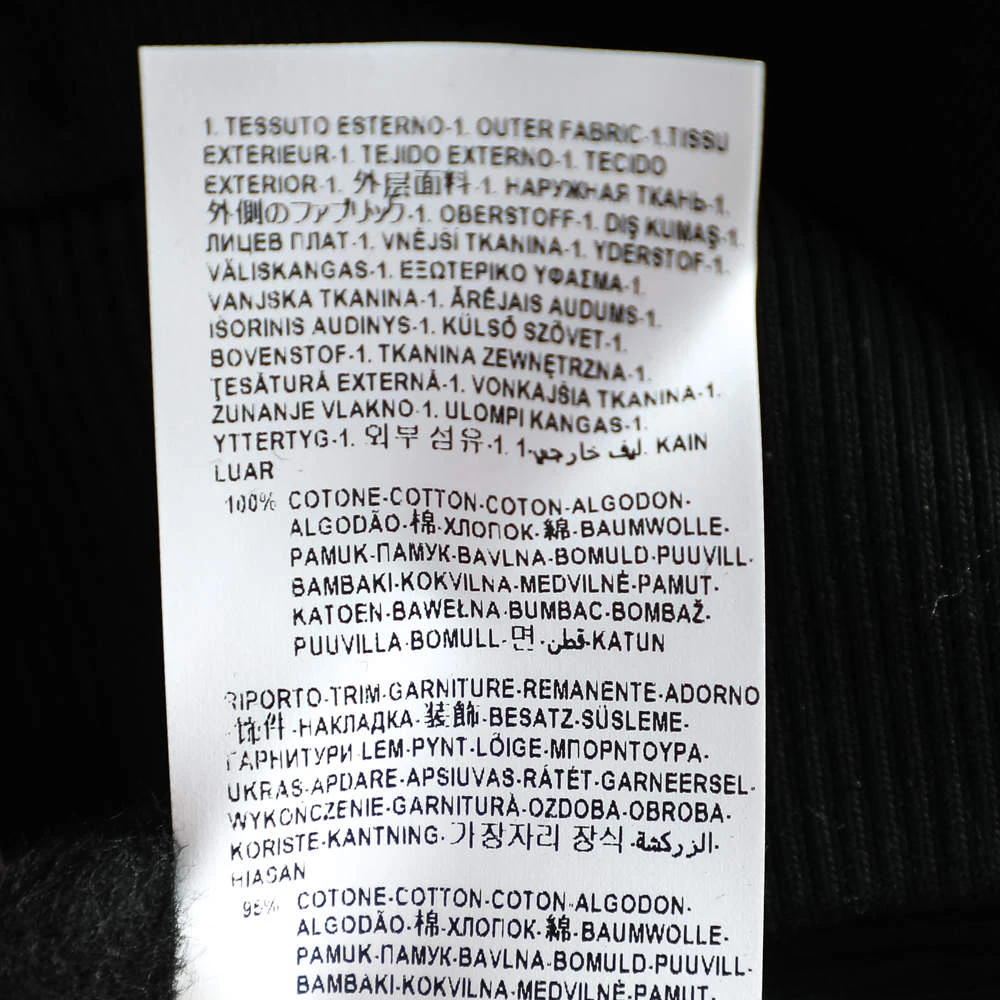 1. TESSUTO ESTERNO-1. OUTER FABRIC-1.TISSU
EXTERIEUR-1. TEJIDO EXTERNO-1. TECIDO
EXTERIOR-1. 外层面料-1. НАРУЖНАЯ ТКАНЬ-1.
外側のファブリック-1. OBERSTOFF-1. DIŞ KUMAŞ-1.
ЛИЦЕВ ПЛАТ-1. VNĚJŠÍ TKANINA-1. YDERSTOF-1.
VÄLISKANGAS-1. ΕΞΩΤΕΡΙΚΟ ΥΦΑΣΜΑ-1.
VANJSKA TKANINA-1. ĀRĒJAIS AUDUMS-1.
IŠORINIS AUDINYS-1. KÜLSŐ SZÖVET-1.
BOVENSTOF-1. TKANINA ZEWNĘTRZNA-1.
ŢESĂTURĂ EXTERNĂ-1. VONKAJŠIA TKANINA-1.
ZUNANJE VLAKNO-1. ULOMPI KANGAS-1.
YTTERTYG-1. 외부 섬유-1. 1-ليف خارجي. KAIN
LUAR
100% COTONE-COTTON-COTON-ALGODON-
ALGODÃO-棉-ХЛОПОК-綿-BAUMWOLLE-
PAMUK-ПАМУК-BAVLNA-BOMULD-PUUVILL-
BAMBAKI-KOKVILNA-MEDVILNĖ-PAMUT-
KATOEN-BAWEŁNA-BUMBAC-BOMBAŽ-
PUUVILLA-BOMULL-면-قطن-KATUN
RIPORTO-TRIM-GARNITURE-REMANENTE-ADORNO
-饰件-НАКЛАДКА-装飾-BESATZ-SÜSLEME-
ГАРНИТУРИ-LEM-PYNT-LÕIGE-ΜΠΟΡΝΤΟΥΡΑ-
UKRAS-APDARE-APSIUVAS-RÁTÉT-GARNEERSEL-
WYKOŃCZENIE-GARNITURĂ-OZDOBA-OBROBA-
KORISTE-KANTNING-가장자리 장식-الزركشة-
HIASAN
95% COTONE-COTTON-COTON-ALGODON-
ALGODÃO-棉-ХЛОПОК-綿-BAUMWOLLE-
PAMUK-ПАМУК-BAVLNA-BOMULD-PUUVILL-
BAMBAKI-KOKVILNA-MEDVILNĖ-PAMUT-